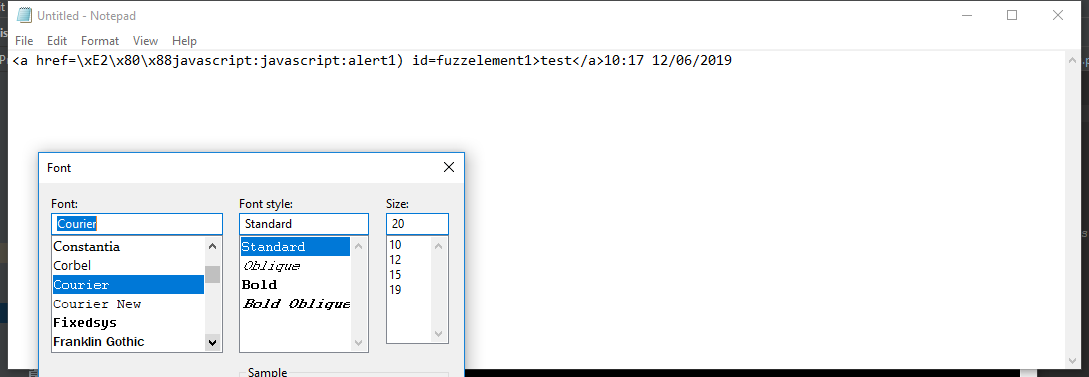 Untitled - Notepad
File Edit Format View Help
<a href=\xE2\x80\x88javascript:javascript:alert1) id=fuzzelement1>test</a>10:17 12/06/2019
Font
Font: Font style: Size:
Courier Standard 20
Constantia Standard 10
Corbel Oblique 12
Courier Bold 15
Courier New Bold Oblique 19
Fixedsys
Franklin Gothic
Sample